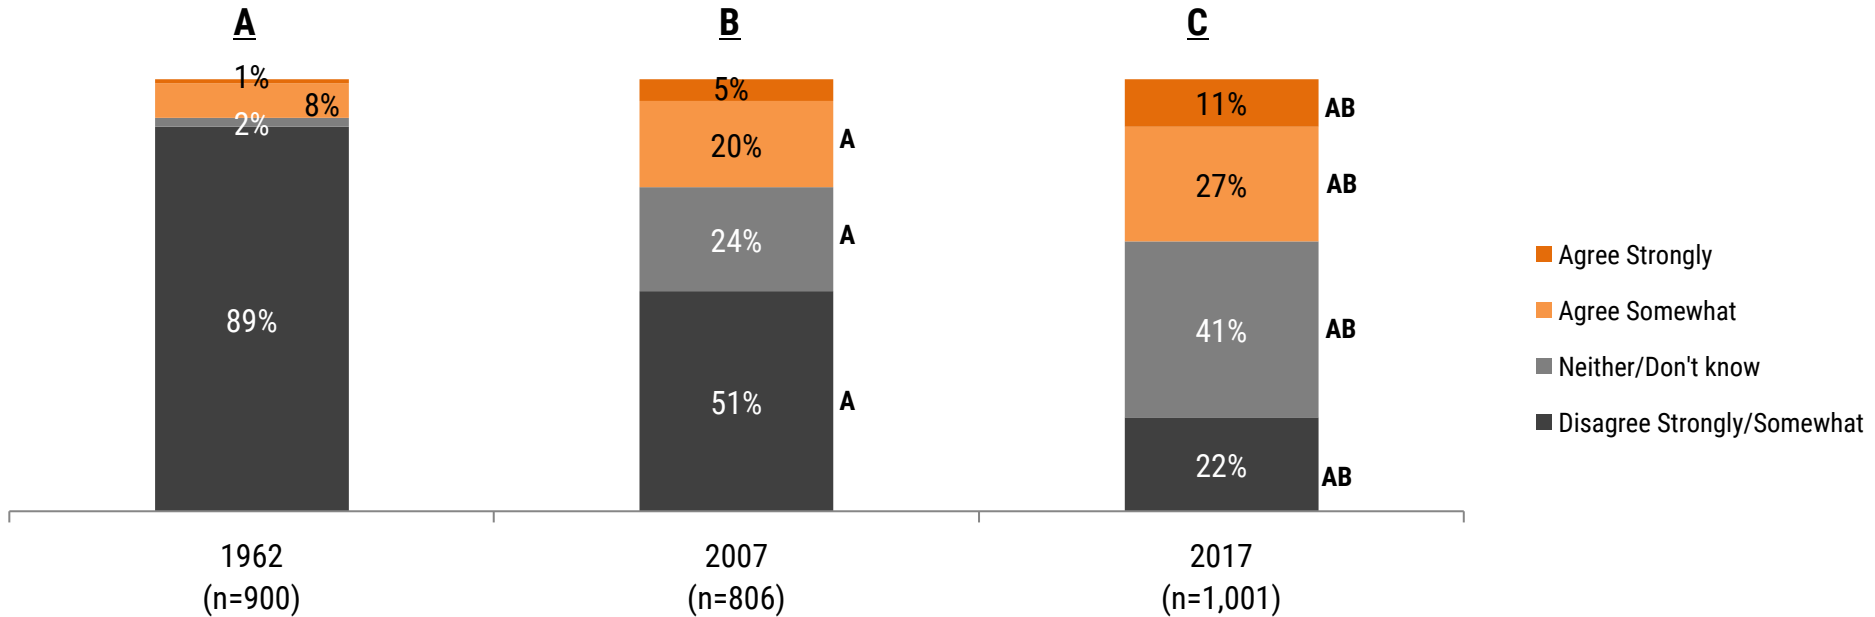 A
B
C
1%
8%
2%
89%
5%
20%
A
24%
A
51%
A
11%
AB
27%
AB
41%
AB
22%
AB
Agree Strongly
Agree Somewhat
Neither/Don't know
Disagree Strongly/Somewhat
1962
(n=900)
2007
(n=806)
2017
(n=1,001)